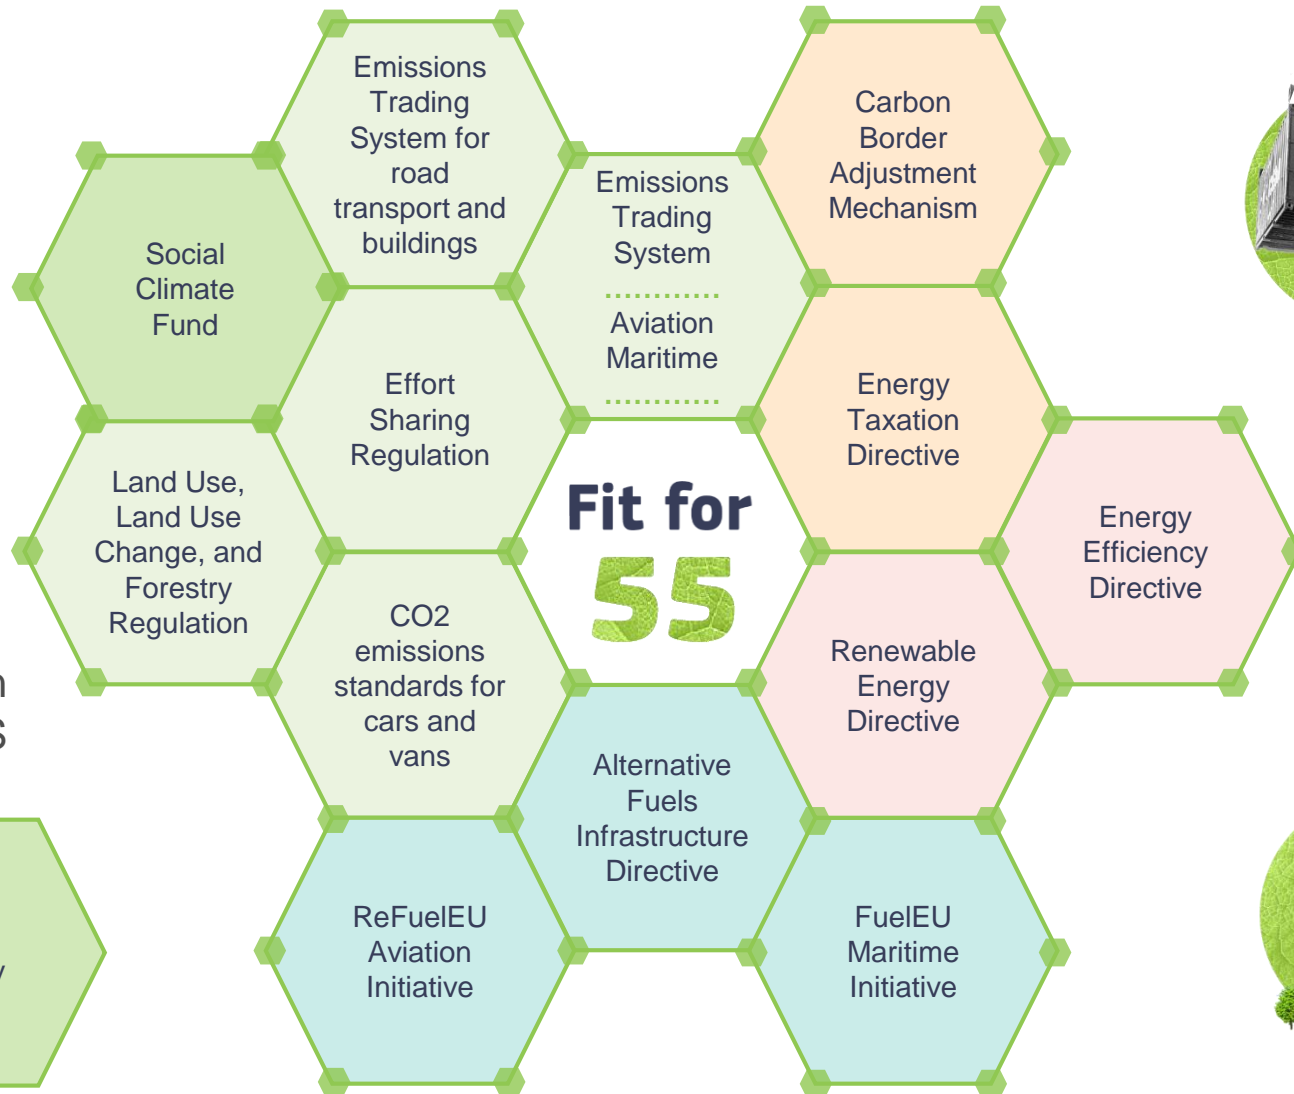 Emissions
Trading
System for
road
transport and
buildings
Carbon
Border
Adjustment
Mechanism
Emissions
Trading
System
............
Aviation
Maritime
............
Social
Climate
Fund
Effort
Sharing
Regulation
Energy
Taxation
Directive
Land Use,
Land Use
Change, and
Forestry
Regulation
Fit for
55
Energy
Efficiency
Directive
CO2
emissions
standards for
cars and
vans
Renewable
Energy
Directive
Alternative
Fuels
Infrastructure
Directive
ReFuelEU
Aviation
Initiative
FuelEU
Maritime
Initiative